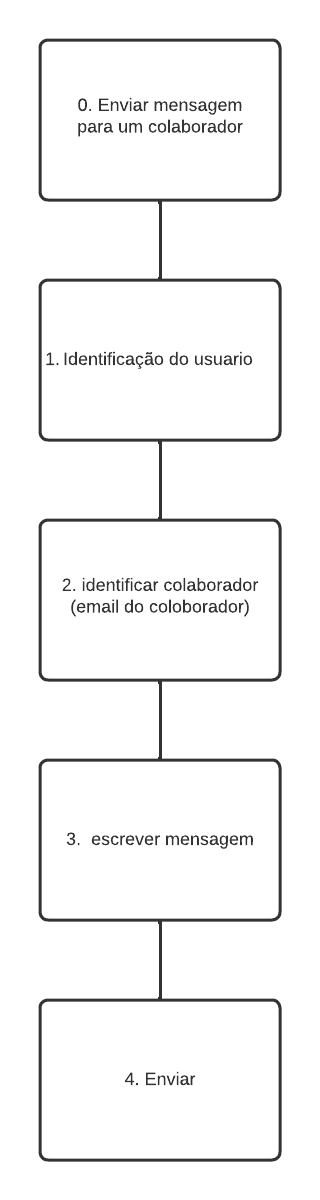 0. Enviar mensagem
para um colaborador
1. Identificação do usuario
2. identificar colaborador
(email do coloborador)
3. escrever mensagem
4. Enviar